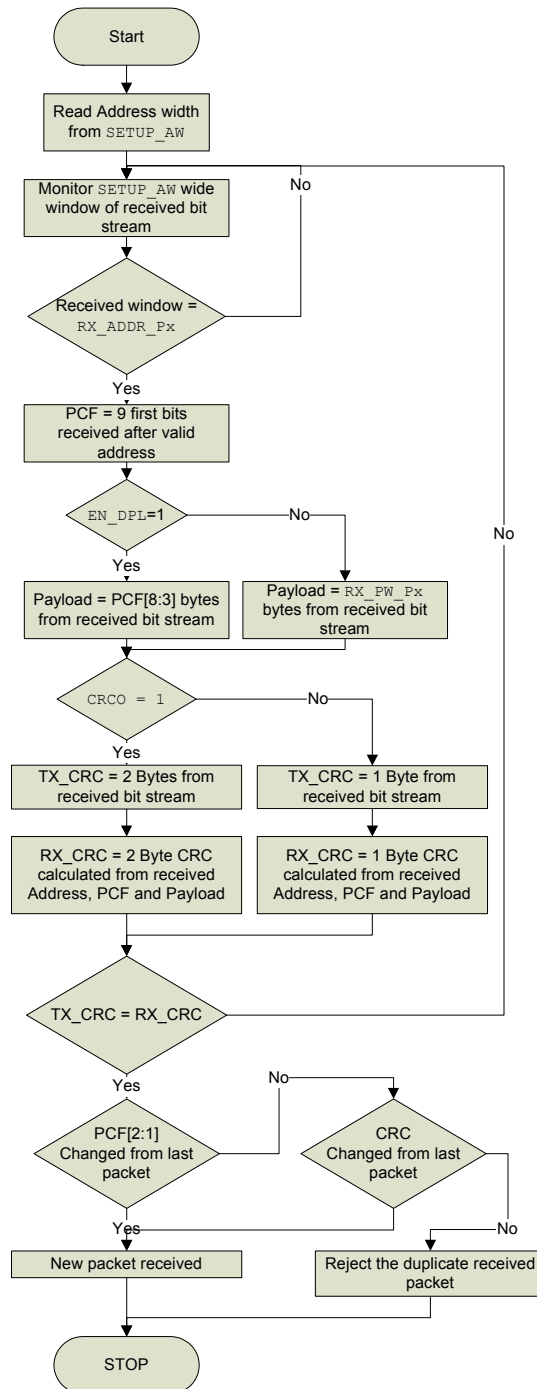 Start
Read Address width
from SETUP_AW
No
Monitor SETUP_AW wide
window of received bit
stream
Received window =
RX_ADDR_Px
Yes
PCF = 9 first bits
received after valid
address
EN_DPL=1
No
No
Yes
Payload = PCF[8:3] bytes
from received bit stream
Payload = RX_PW_Px
bytes from received bit
stream
CRCO = 1
No
Yes
TX_CRC = 2 Bytes from
received bit stream
TX_CRC = 1 Byte from
received bit stream
RX_CRC = 2 Byte CRC
calculated from received
Address, PCF and Payload
RX_CRC = 1 Byte CRC
calculated from received
Address, PCF and Payload
TX_CRC = RX_CRC
Yes
No
PCF[2:1]
Changed from last
packet
CRC
Changed from last
packet
Yes
No
New packet received
Reject the duplicate received
packet
STOP